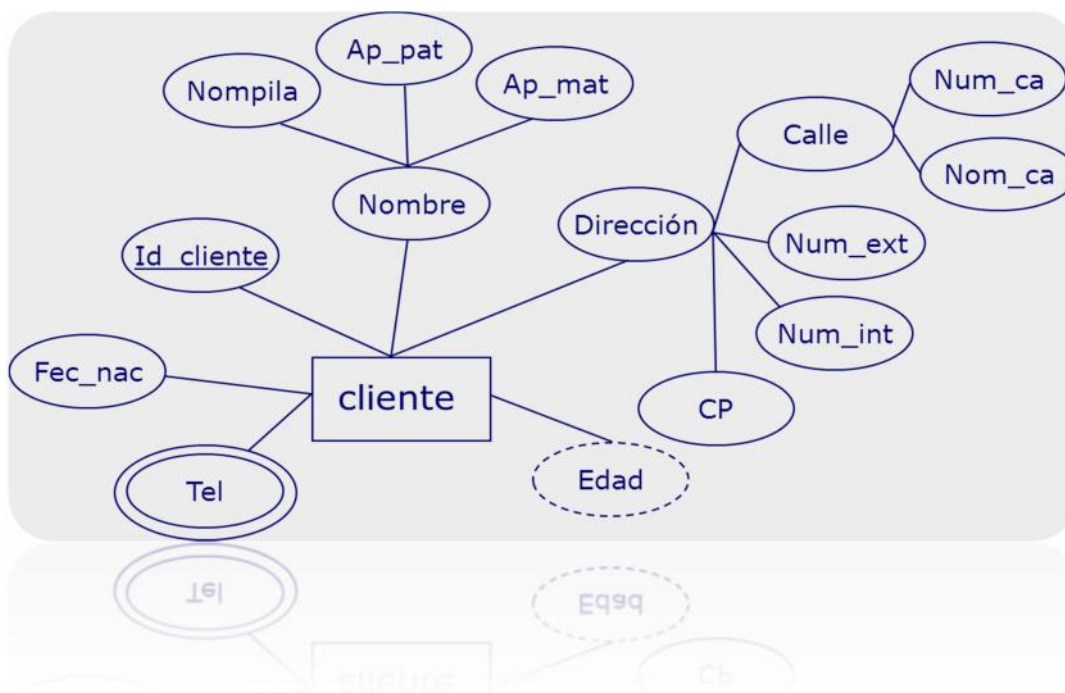 Ap_pat
Nompila
Ap_mat
Num_ca
Calle
Nom_ca
Nombre
Dirección
Id_cliente
Num_ext
Num_int
Fec_nac
cliente
CP
Tel
Edad